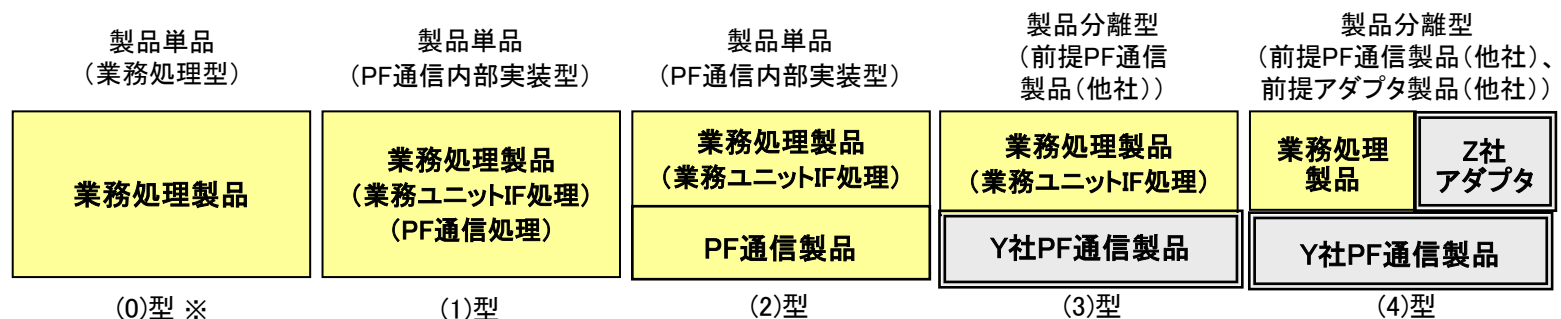 製品単品
（業務処理型）
製品単品
（PF通信内部実装型）
製品単品
（PF通信内部実装型）
製品分離型
（前提PF通信
製品（他社））
製品分離型
（前提PF通信製品（他社）、
前提アダプタ製品（他社））
業務処理製品
業務処理製品
（業務ユニットIF処理）
（PF通信処理）
業務処理製品
（業務ユニットIF処理）
PF通信製品
業務処理製品
（業務ユニットIF処理）
Y社PF通信製品
業務処理
製品
Z社
アダプタ
Y社PF通信製品
(0)型 ※
(1)型
(2)型
(3)型
(4)型